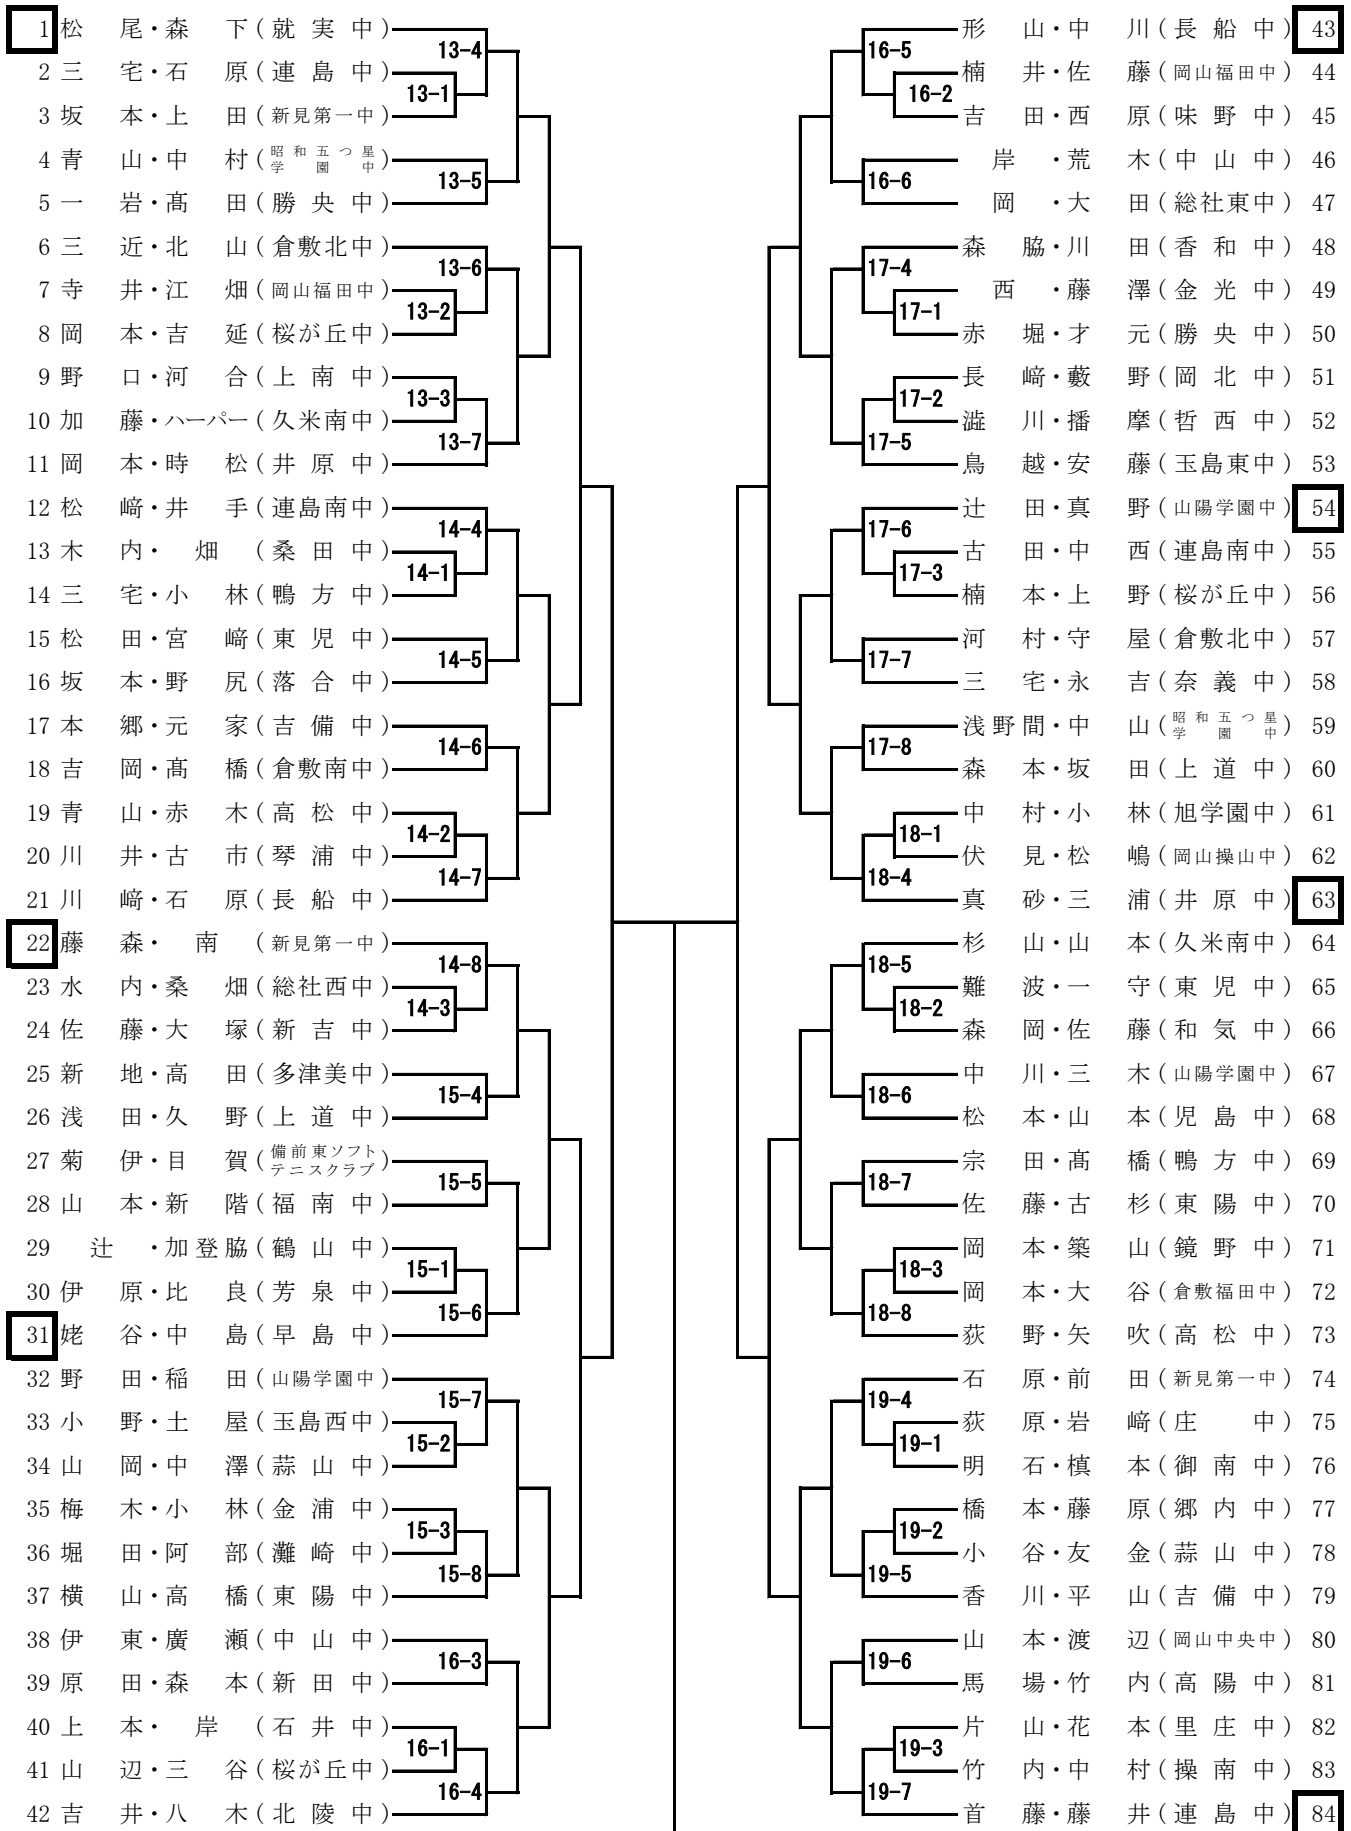 1 松尾・森下(就実中)
2 三宅・石原(連島中)
3 坂本・上田(新見第一中)
4 青山・中村(昭和五つ星学園中)
5 一岩・髙田(勝央中)
6 三近・北山(倉敷北中)
7 寺井・江畑(岡山福田中)
8 岡本・吉延(桜が丘中)
9 野口・河合(上南中)
10 加藤・ハーパー(久米南中)
11 岡本・時松(井原中)
12 松﨑・井手(連島南中)
13 木内・畑(桑田中)
14 三宅・小林(鴨方中)
15 松田・宮﨑(東児中)
16 坂本・野尻(落合中)
17 本郷・元家(吉備中)
18 吉岡・髙橋(倉敷南中)
19 青山・赤木(高松中)
20 川井・古市(琴浦中)
21 川﨑・石原(長船中)
22 藤森・南(新見第一中)
23 水内・桑畑(総社西中)
24 佐藤・大塚(新吉中)
25 新地・高田(多津美中)
26 浅田・久野(上道中)
27 菊伊・目賀(備前東ソフトテニスクラブ)
28 山本・新階(福南中)
29 辻・加登脇(鶴山中)
30 伊原・比良(芳泉中)
31 姥谷・中島(早島中)
32 野田・稲田(山陽学園中)
33 小野・土屋(玉島西中)
34 山岡・中澤(蒜山中)
35 梅木・小林(金浦中)
36 堀田・阿部(灘崎中)
37 横山・高橋(東陽中)
38 伊東・廣瀬(中山中)
39 原田・森本(新田中)
40 上本・岸(石井中)
41 山辺・三谷(桜が丘中)
42 吉井・八木(北陵中)
13-4
13-1
13-5
13-6
13-2
13-3
13-7
14-4
14-1
14-5
14-6
14-2
14-7
14-8
14-3
15-4
15-5
15-1
15-6
15-7
15-2
15-3
15-8
16-3
16-1
16-4
16-5
16-2
16-6
17-4
17-1
17-2
17-5
17-6
17-3
17-7
17-8
18-1
18-4
18-5
18-2
18-6
18-7
18-3
18-8
19-4
19-1
19-2
19-5
19-6
19-3
19-7
形山・中川(長船中) 43
楠井・佐藤(岡山福田中) 44
吉田・西原(味野中) 45
岸・荒木(中山中) 46
岡・大田(総社東中) 47
森脇・川田(香和中) 48
西・藤澤(金光中) 49
赤堀・才元(勝央中) 50
長﨑・藪野(岡北中) 51
澁川・播摩(哲西中) 52
鳥越・安藤(玉島東中) 53
辻田・真野(山陽学園中) 54
古田・中西(連島南中) 55
楠本・上野(桜が丘中) 56
河村・守屋(倉敷北中) 57
三宅・永吉(奈義中) 58
浅野間・中山(昭和五つ星学園中) 59
森本・坂田(上道中) 60
中村・小林(旭学園中) 61
伏見・松嶋(岡山操山中) 62
真砂・三浦(井原中) 63
杉山・山本(久米南中) 64
難波・一守(東児中) 65
森岡・佐藤(和気中) 66
中川・三木(山陽学園中) 67
松本・山本(児島中) 68
宗田・髙橋(鴨方中) 69
佐藤・古杉(東陽中) 70
岡本・築山(鏡野中) 71
岡本・大谷(倉敷福田中) 72
荻野・矢吹(高松中) 73
石原・前田(新見第一中) 74
荻原・岩﨑(庄中) 75
明石・槙本(御南中) 76
橋本・藤原(郷内中) 77
小谷・友金(蒜山中) 78
香川・平山(吉備中) 79
山本・渡辺(岡山中央中) 80
馬場・竹内(高陽中) 81
片山・花本(里庄中) 82
竹内・中村(操南中) 83
首藤・藤井(連島中) 84